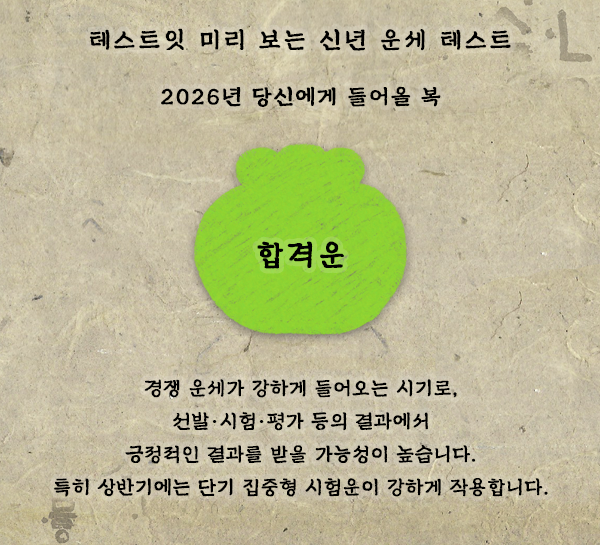 테스트잇 미리 보는 신년 운세 테스트
2026년 당신에게 들어올 복
합격운
경쟁 운세가 강하게 들어오는 시기로,
선발·시험·평가 등의 결과에서
긍정적인 결과를 받을 가능성이 높습니다.
특히 상반기에는 단기 집중형 시험운이 강하게 작용합니다.